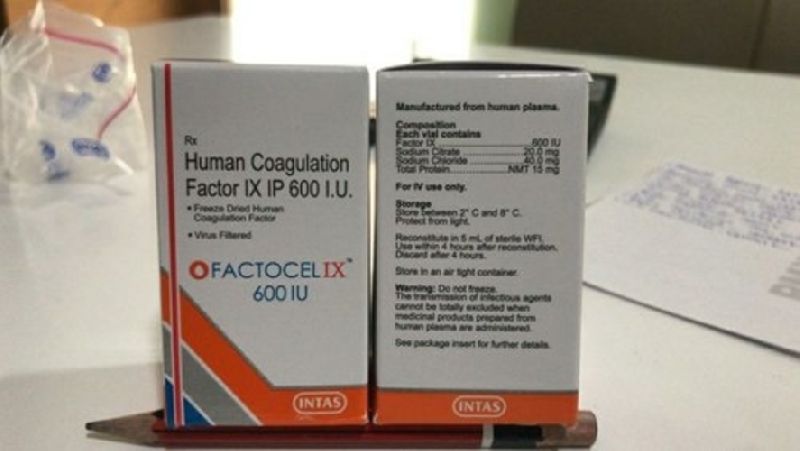 Rx
Human Coagulation
Factor IX IP 600 I.U.
• Freeze Dried Human
Coagulation Factor
• Virus Filtered
FACTOCEL IX™
600 IU
INTAS
Manufactured from human plasma.
Composition
Each vial contains
Factor IX 600 IU
Sodium Citrate 20.0 mg
Sodium Chloride 40.0 mg
Total Protein NMT 15 mg
For IV use only.
Storage
Store between 2° C and 8° C.
Protect from light.
Reconstitute in 5 mL of sterile WFI.
Use within 4 hours after reconstitution.
Discard after 4 hours.
Store in an air tight container.
Warning: Do not freeze.
The transmission of infectious agents
cannot be totally excluded when
medicinal products prepared from
human plasma are administered.
See package insert for further details.
INTAS